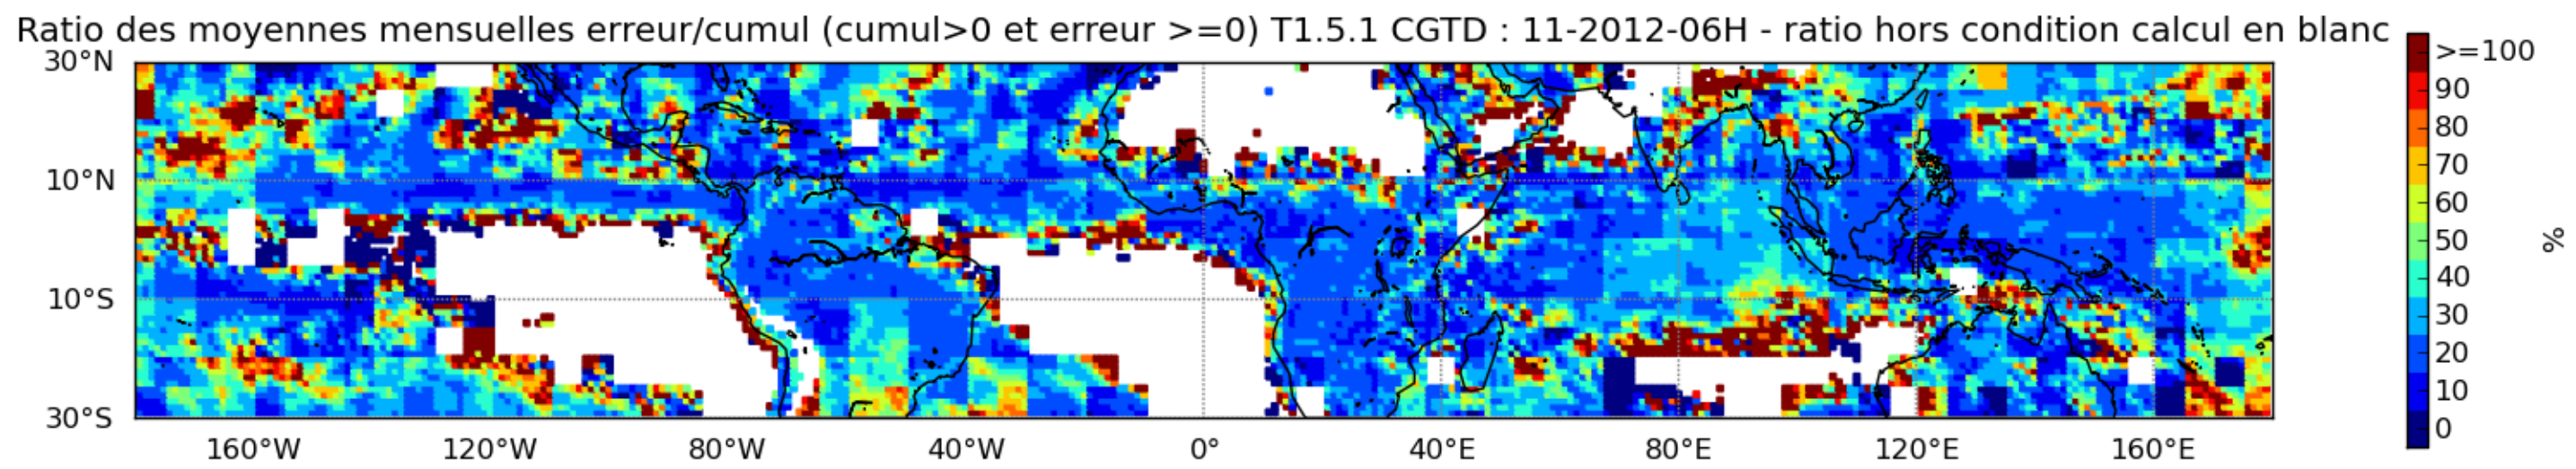 Ratio des moyennes mensuelles erreur/cumul (cumul>0 et erreur >=0) T1.5.1 CGTD : 11-2012-06H - ratio hors condition calcul en blanc
30°N
10°N
10°S
30°S
160°W 120°W 80°W 40°W 0° 40°E 80°E 120°E 160°E
>=100
90
80
70
60
50
40
30
20
10
0
%